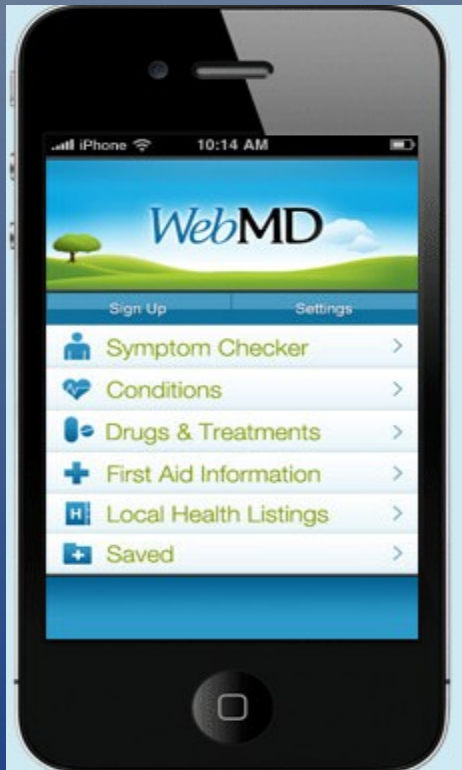 iPhone 10:14 AM
WebMD
Sign Up Settings
Symptom Checker
Conditions
Drugs & Treatments
First Aid Information
H Local Health Listings
Saved